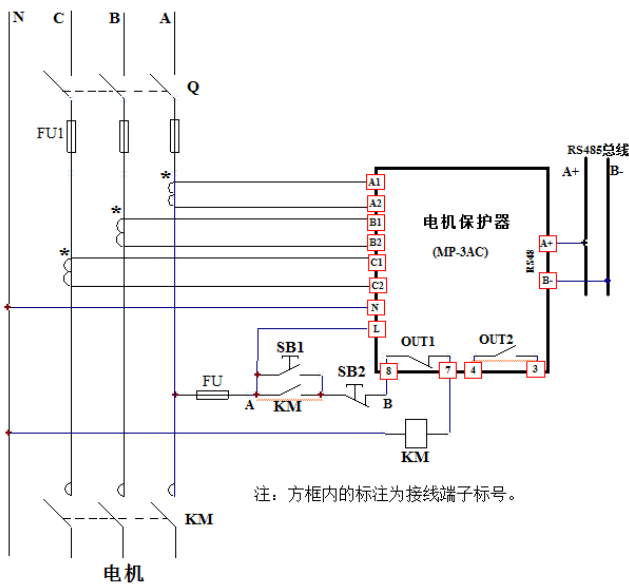 N C B A
Q
FU1
RS485总线
A+ B-
* A1
A2
电机保护器
* B1
(MP-3AC)
B2
A+
* C1
RS48
C2
B-
N
L
SB1
OUT1
OUT2
SB2
8 7 4 3
FU
A KM B
KM
注：方框内的标注为接线端子标号。
KM
电机